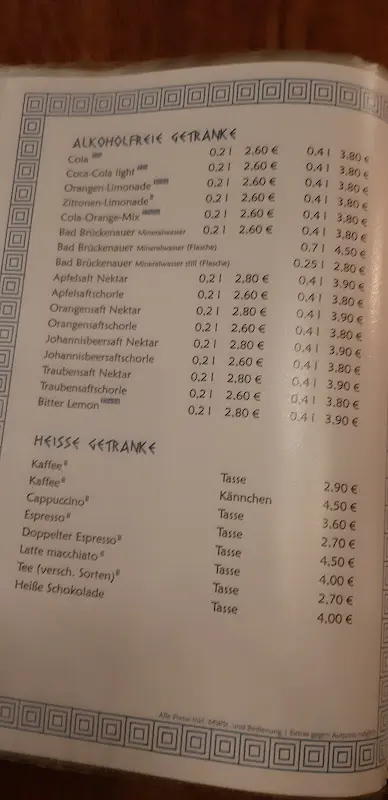 ALKOHOLFREIE GETRÄNKE
Cola 0,2 l 2,60 € 0,4 l 3,80 €
Coca-Cola light 0,2 l 2,60 € 0,4 l 3,80 €
Orangen-Limonade 0,2 l 2,60 € 0,4 l 3,80 €
Zitronen-Limonade 0,2 l 2,60 € 0,4 l 3,80 €
Cola-Orange-Mix 0,2 l 2,60 € 0,4 l 3,80 €
Bad Brückenauer Mineralwasser 0,2 l 2,60 € 0,4 l 3,80 €
Bad Brückenauer Mineralwasser (Flasche) 0,7 l 4,50 €
Bad Brückenauer Mineralwasser still (Flasche) 0,25 l 2,80 €
Apfelsaft Nektar 0,2 l 2,80 € 0,4 l 3,90 €
Apfelsaftschorle 0,2 l 2,60 € 0,4 l 3,80 €
Orangensaft Nektar 0,2 l 2,80 € 0,4 l 3,90 €
Orangensaftschorle 0,2 l 2,60 € 0,4 l 3,80 €
Johannisbeersaft Nektar 0,2 l 2,80 € 0,4 l 3,90 €
Johannisbeersaftschorle 0,2 l 2,60 € 0,4 l 3,80 €
Traubensaft Nektar 0,2 l 2,80 € 0,4 l 3,90 €
Traubensaftschorle 0,2 l 2,60 € 0,4 l 3,80 €
Bitter Lemon 0,2 l 2,80 € 0,4 l 3,90 €
HEISSE GETRÄNKE
Kaffee Tasse 2,90 €
Kaffee Kännchen 4,50 €
Cappuccino Tasse 3,60 €
Espresso Tasse 2,70 €
Doppelter Espresso Tasse 4,50 €
Latte macchiato Tasse 4,00 €
Tee (versch. Sorten) Tasse 2,70 €
Heiße Schokolade Tasse 4,00 €
Alle Preise inkl. MWSt. und Bedienung | Extras gegen Aufpreis möglich